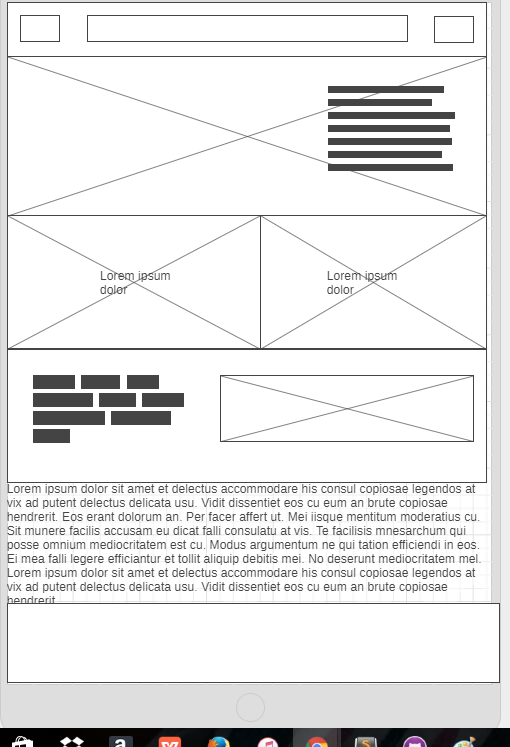 Lorem ipsum
dolor
Lorem ipsum
dolor
Lorem ipsum dolor sit amet et delectus accommodare his consul copiosae legendos at
vix ad putent delectus delicata usu. Vidit dissentiet eos cu eum an brute copiosae
hendrerit. Eos erant dolorum an. Per facer affert ut. Mei iisque mentitum moderatius cu.
Sit munere facilis accusam eu dicat falli consulatu at vis. Te facilisis mnesarchum qui
posse omnium mediocritatem est cu. Modus argumentum ne qui tation efficiendi in eos.
Ei mea falli legere efficiantur et tollit aliquip debitis mei. No deserunt mediocritatem mel.
Lorem ipsum dolor sit amet et delectus accommodare his consul copiosae legendos at
vix ad putent delectus delicata usu. Vidit dissentiet eos cu eum an brute copiosae
hendrerit